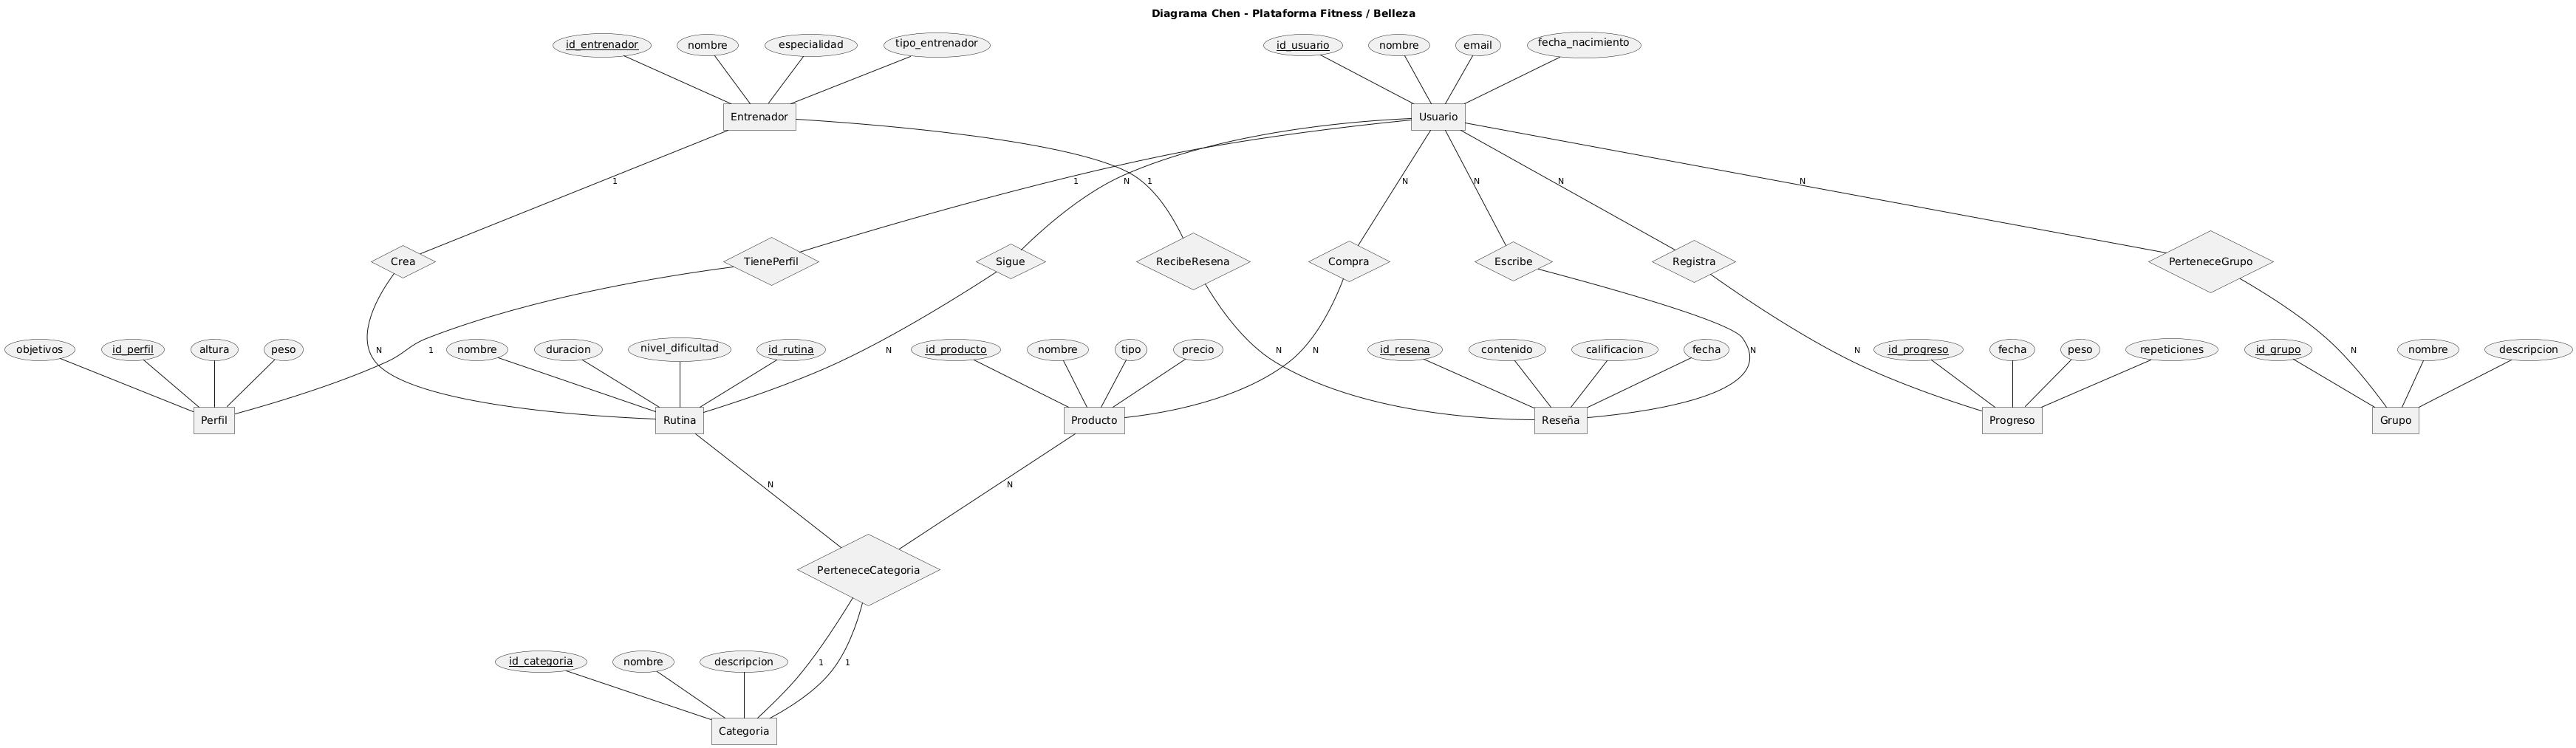 Diagrama Chen - Plataforma Fitness / Belleza
id_entrenador
nombre
especialidad
tipo_entrenador
id_usuario
nombre
email
fecha_nacimiento
Entrenador
Usuario
1
1
N
1
N
N
N
N
Crea
TienePerfil
Sigue
RecibeResena
Compra
Escribe
Registra
PerteneceGrupo
objetivos
id_perfil
altura
peso
N
1
nombre
duracion
nivel_dificultad
id_rutina
N
id_producto
nombre
tipo
precio
N
N
id_resena
contenido
calificacion
fecha
N
N
id_progreso
fecha
peso
repeticiones
id_grupo
N
nombre
descripcion
Perfil
Rutina
Producto
Reseña
Progreso
Grupo
N
N
PerteneceCategoria
id_categoria
nombre
descripcion
1
1
Categoria